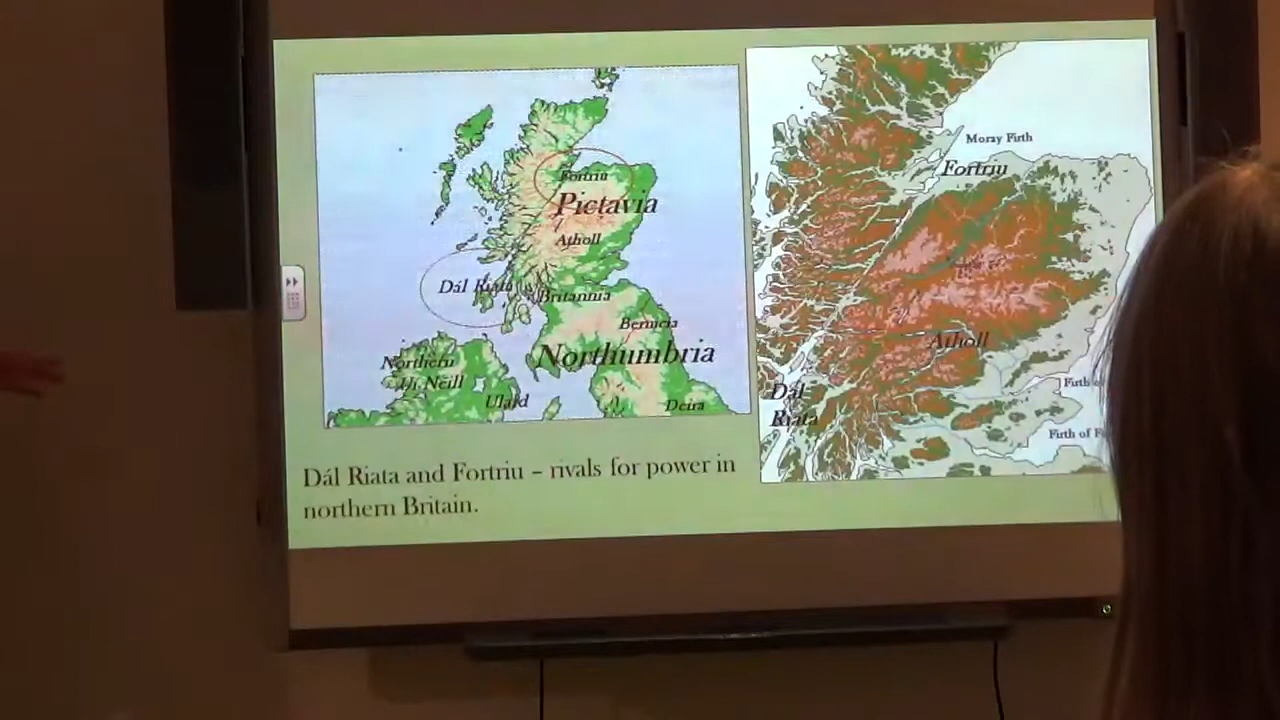 Fortriu
Pictavia
Atholl
Dál Riata
Britannia
Bernicia
Northumbria
Northern
Uí Néill
Ulaid
Deira
Moray Firth
Fortriu
Atholl
Dál
Riata
Firth
Firth of
Dál Riata and Fortriu – rivals for power in
northern Britain.